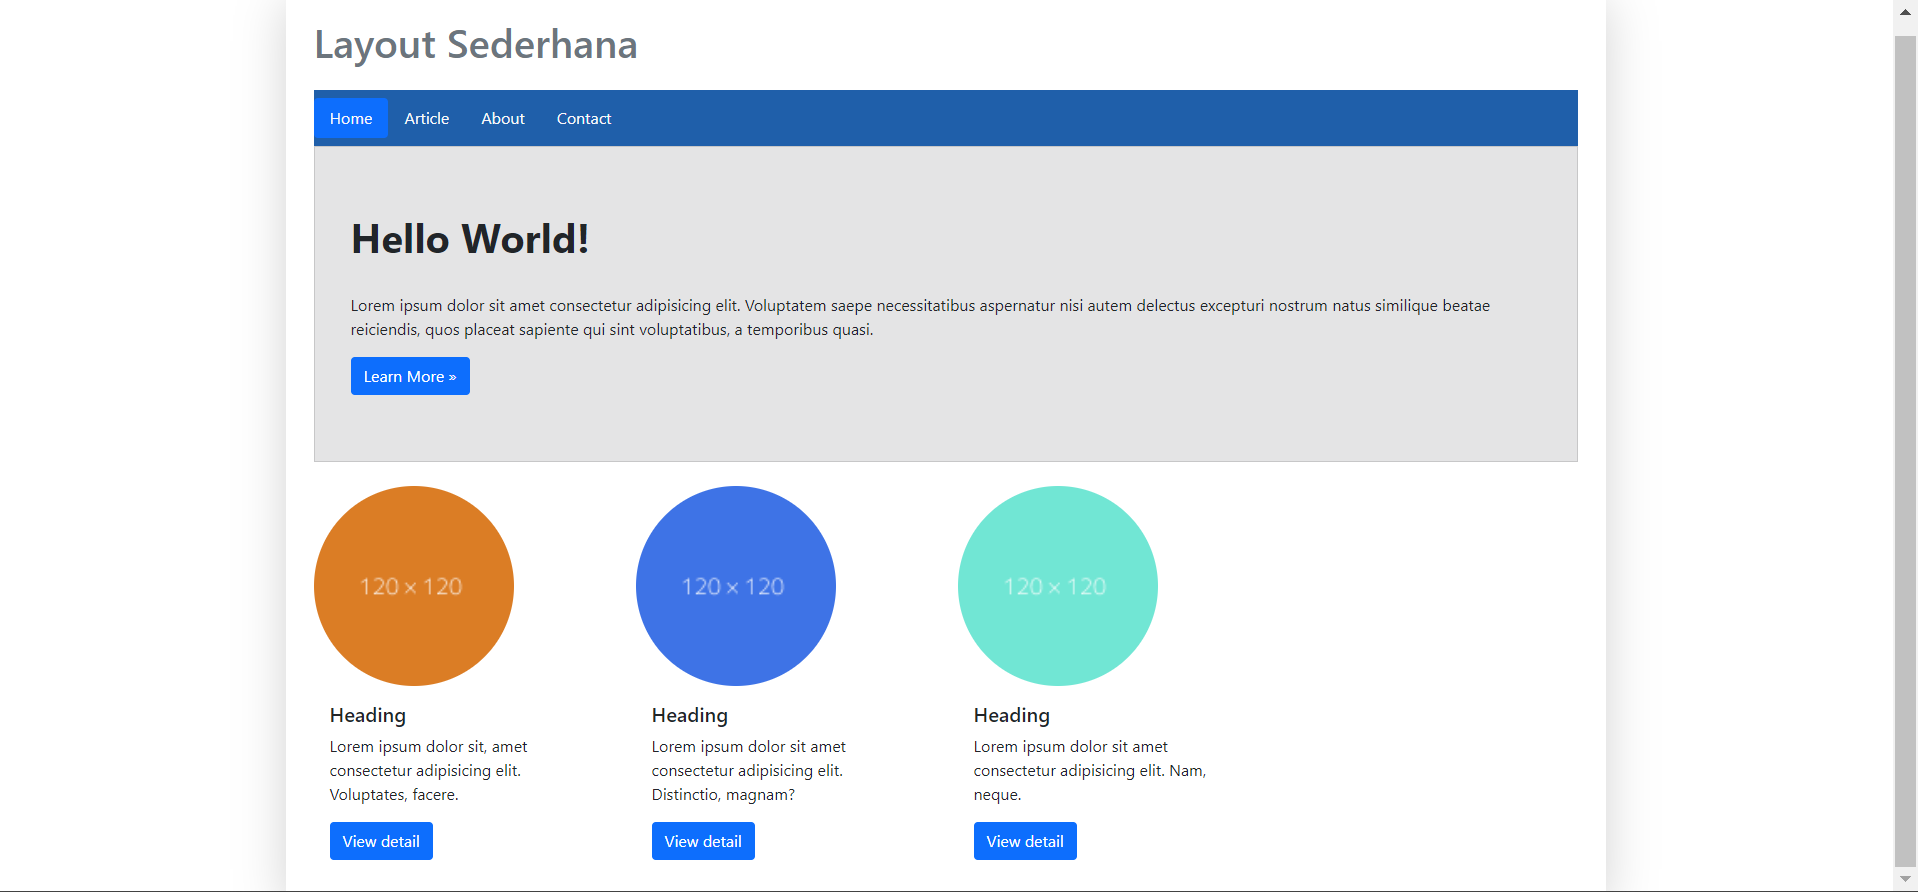 Layout Sederhana
Home Article About Contact
Hello World!
Lorem ipsum dolor sit amet consectetur adipisicing elit. Voluptatem saepe necessitatibus aspernatur nisi autem delectus excepturi nostrum natus similique beatae
reiciendis, quos placeat sapiente qui sint voluptatibus, a temporibus quasi.
Learn More »
120 × 120
120 × 120
120 × 120
Heading
Lorem ipsum dolor sit, amet
consectetur adipisicing elit.
Voluptates, facere.
View detail
Heading
Lorem ipsum dolor sit amet
consectetur adipisicing elit.
Distinctio, magnam?
View detail
Heading
Lorem ipsum dolor sit amet
consectetur adipisicing elit. Nam,
neque.
View detail